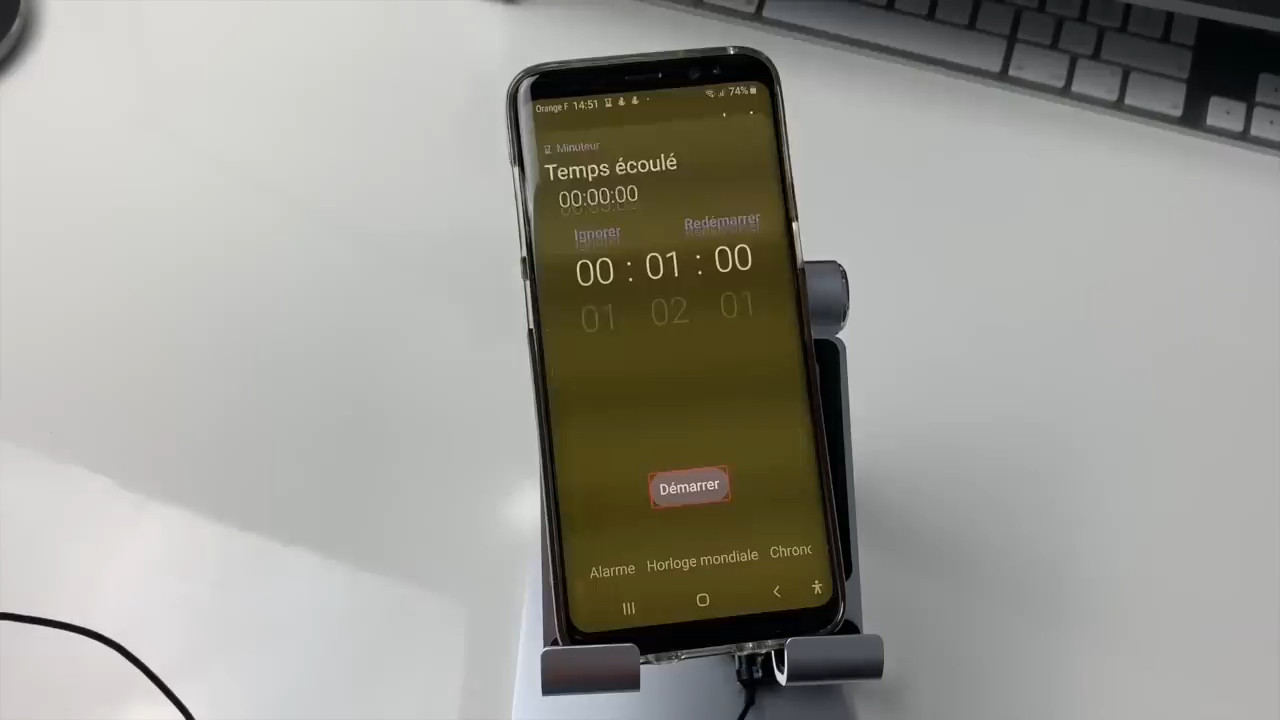 Orange F 14:51 74%
Minuteur
Temps écoulé
00:00:00
Ignorer Redémarrer
00 : 01 : 00
01 02 01
Démarrer
Alarme Horloge mondiale Chrono